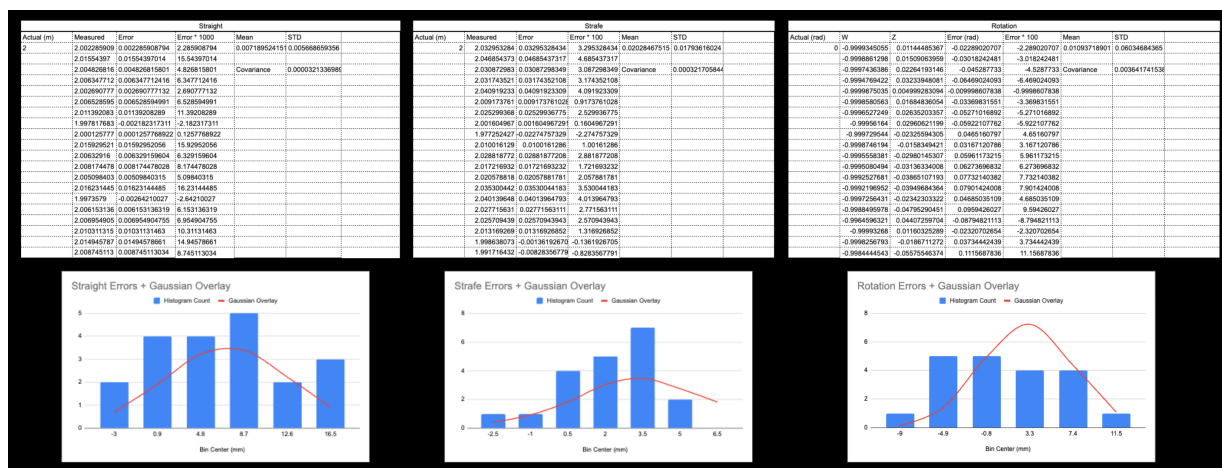 Straight
Actual (m) Measured Error Error * 1000 Mean STD
2 2.002285909 0.002285908794 2.285908794 0.007189524151 0.005668659356
2.01554397 0.01554397014 15.54397014
2.004826816 0.004826815801 4.826815801 Covariance 0.000032133698
2.006347712 0.006347712416 6.347712416
2.002690777 0.002690777132 2.690777132
2.006528595 0.006528594991 6.528594991
2.011392083 0.01139208289 11.39208289
1.997817683 -0.002182317311 -2.182317311
2.000125777 0.0001257768922 0.1257768922
2.015929521 0.01592952056 15.92952056
2.00632916 0.006329159604 6.329159604
2.008174478 0.008174478028 8.174478028
2.005098403 0.00509840315 5.09840315
2.016231445 0.01623144485 16.23144485
1.9973579 -0.00264210027 -2.64210027
2.006153136 0.006153136319 6.153136319
2.006954905 0.006954904755 6.954904755
2.010311315 0.01031131463 10.31131463
2.014945787 0.01494578661 14.94578661
2.008745113 0.008745113034 8.745113034
Strafe
Actual (m) Measured Error Error * 100 Mean STD
2 2.032953284 0.03295328434 3.295328434 0.02028467515 0.01793616024
2.046854373 0.04685437317 4.685437317
2.030872983 0.03087298349 3.087298349 Covariance 0.000321705844
2.031743521 0.03174352108 3.174352108
2.040919233 0.04091923309 4.091923309
2.009173761 0.009173761028 0.9173761028
2.025299368 0.02529936775 2.529936775
2.001604967 0.001604967291 0.1604967291
1.977252427 -0.02274757329 -2.274757329
2.010016129 0.0100161286 1.00161286
2.028818772 0.02881877208 2.881877208
2.017216932 0.01721693232 1.721693232
2.020578818 0.02057881781 2.057881781
2.035300442 0.03530044183 3.530044183
2.040139648 0.04013964793 4.013964793
2.027715631 0.02771563111 2.771563111
2.025709439 0.02570943943 2.570943943
2.013169269 0.01316926852 1.316926852
1.998638073 -0.00136192670 -0.1361926705
1.991716432 -0.00828356779 -0.8283567791
Rotation
Actual (rad) W Z Error (rad) Error * 100 Mean STD
0 -0.9999345055 0.01144485367 -0.02289020707 -2.289020707 0.01093718901 0.06034684365
-0.9998861298 0.01509063959 -0.03018242481 -3.018242481
-0.9997436386 0.02264193146 -0.045287733 -4.5287733 Covariance 0.003641741538
-0.9994769422 0.03233948081 -0.06469024093 -6.469024093
-0.9999875035 0.004999283094 -0.009998607838 -0.9998607838
-0.9998580563 0.01684836054 -0.03369831551 -3.369831551
-0.9996527249 0.02635203357 -0.05271016892 -5.271016892
-0.99956164 0.02960621199 -0.05922107762 -5.922107762
-0.999729544 -0.02325594305 0.0465160797 4.65160797
-0.9998746194 -0.0158349421 0.03167120786 3.167120786
-0.9995558381 -0.02980145307 0.05961173215 5.961173215
-0.9995080494 -0.03136334008 0.06273696832 6.273696832
-0.9992527681 -0.03865107193 0.07732140382 7.732140382
-0.9992196952 -0.03949684364 0.07901424008 7.901424008
-0.9997256431 -0.02342303322 0.04685035109 4.685035109
-0.9988495978 -0.04795290451 0.0959426027 9.59426027
-0.9964596321 0.04407259704 -0.08794821113 -8.794821113
-0.99993268 0.01160325289 -0.02320702654 -2.320702654
-0.9998256793 -0.0186711272 0.03734442439 3.734442439
-0.9984444543 -0.05575546374 0.1115687836 11.15687836
Straight Errors + Gaussian Overlay
Histogram Count Gaussian Overlay
5
4
3
2
1
0
-3 0.9 4.8 8.7 12.6 16.5
Bin Center (mm)
Strafe Errors + Gaussian Overlay
Histogram Count Gaussian Overlay
8
6
4
2
0
-2.5 -1 0.5 2 3.5 5 6.5
Bin Center (mm)
Rotation Errors + Gaussian Overlay
Histogram Count Gaussian Overlay
8
6
4
2
0
-9 -4.9 -0.8 3.3 7.4 11.5
Bin Center (mm)